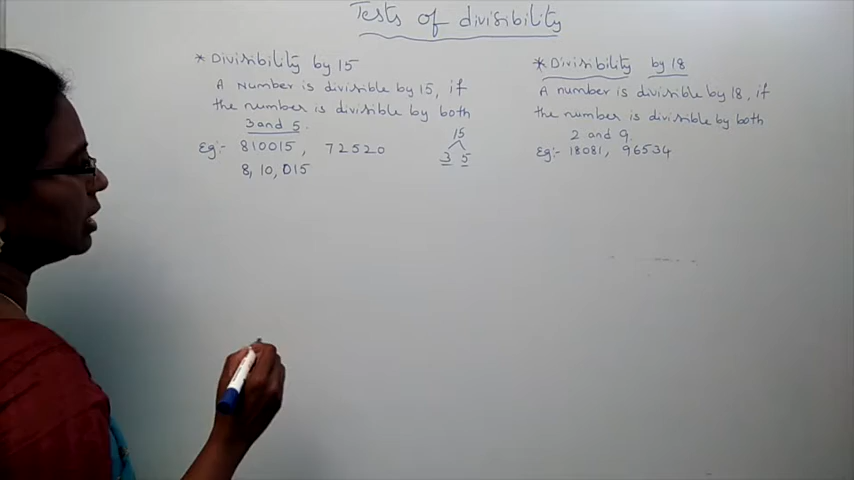 Tests of divisibility
* Divisibility by 15
A number is divisible by 15, if
the number is divisible by both
3 and 5.
Eg:- 810015, 72520
8,10,015
15
3 5
* Divisibility by 18
A number is divisible by 18, if
the number is divisible by both
2 and 9.
Eg:- 18081, 96534